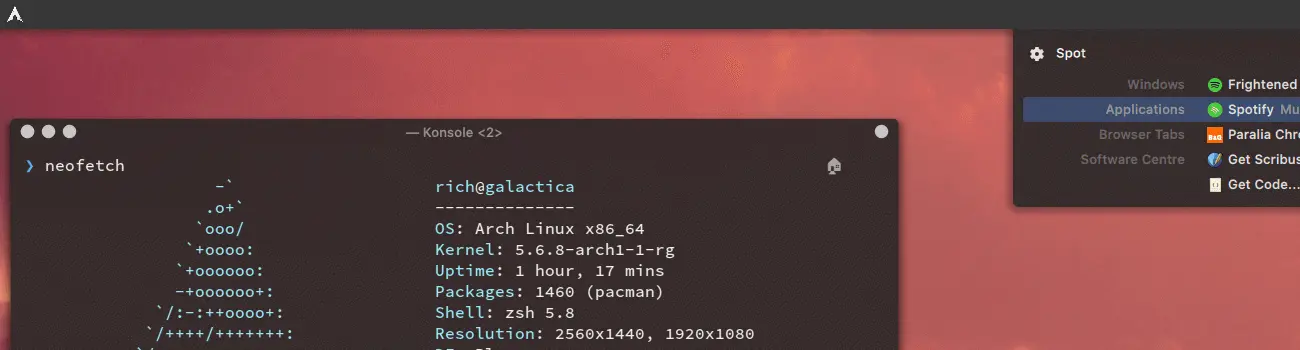 Spot
Windows Frightened
Applications Spotify Mu
Browser Tabs Paralia Chr
Software Centre Get Scribus
Get Code...
— Konsole <2>
❯ neofetch
-`
.o+`
`ooo/
`+oooo:
`+oooooo:
-+oooooo+:
`/:-:++oooo+:
`/++++/+++++++:
rich@galactica
--------------
OS: Arch Linux x86_64
Kernel: 5.6.8-arch1-1-rg
Uptime: 1 hour, 17 mins
Packages: 1460 (pacman)
Shell: zsh 5.8
Resolution: 2560x1440, 1920x1080